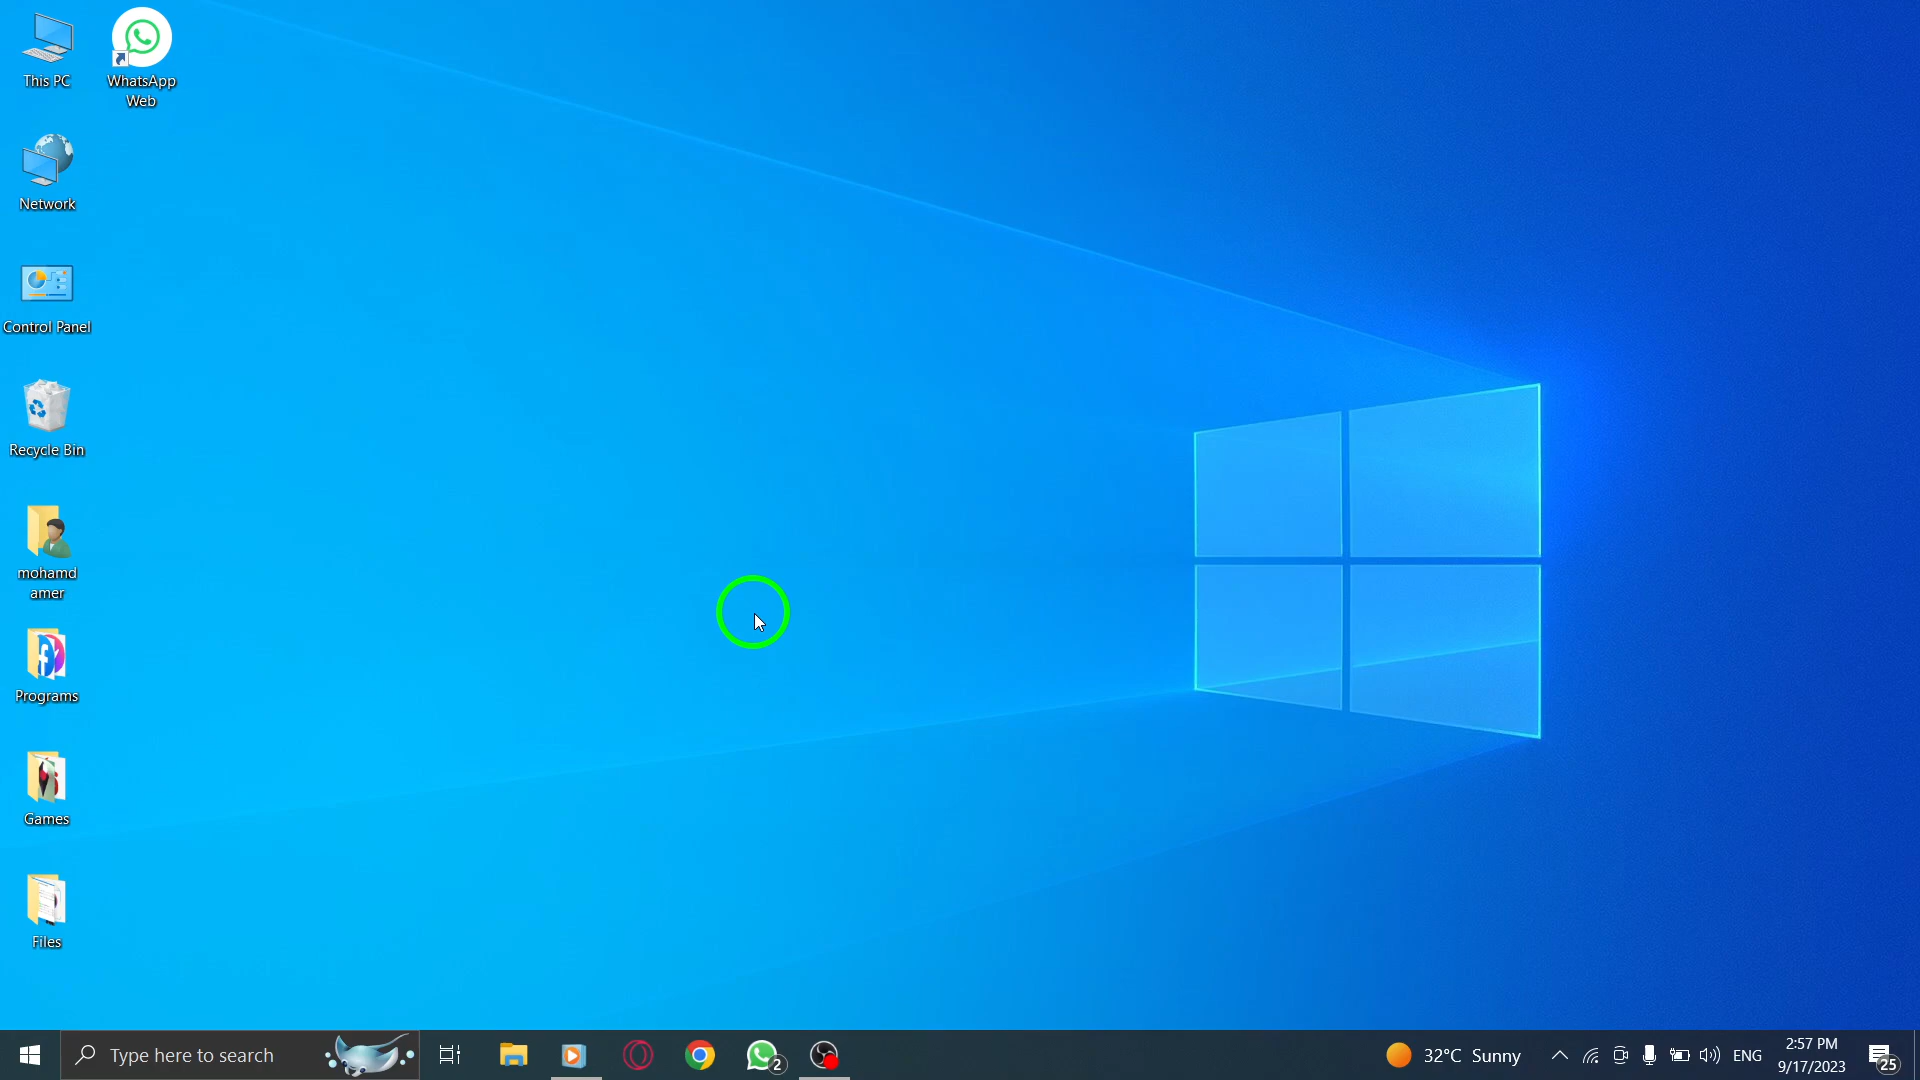 This PC
WhatsApp
Web
Network
Control Panel
Recycle Bin
mohamd
amer
Programs
Games
Files
Type here to search
2
32°C Sunny
ENG
2:57 PM
9/17/2023
25